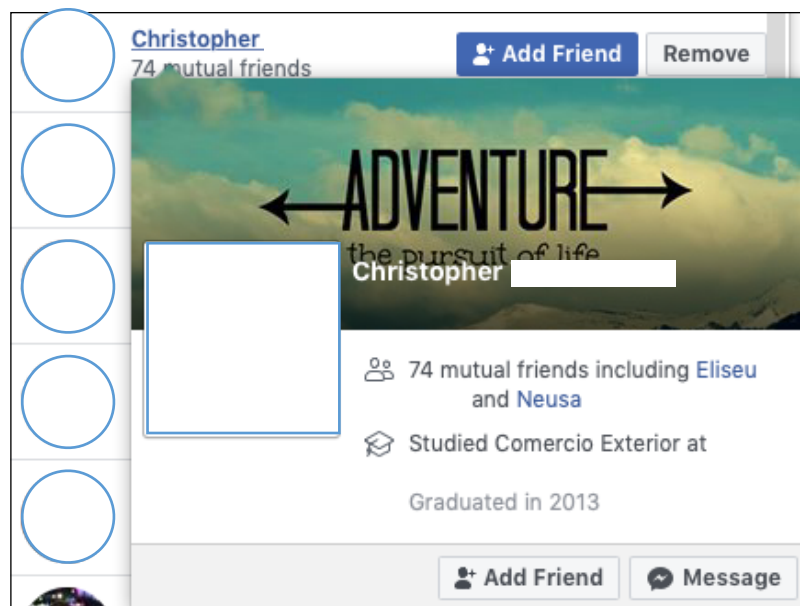 Christopher
74 mutual friends
Add Friend
Remove
ADVENTURE
the pursuit of life
Christopher
74 mutual friends including Eliseu
and Neusa
Studied Comercio Exterior at
Graduated in 2013
Add Friend
Message